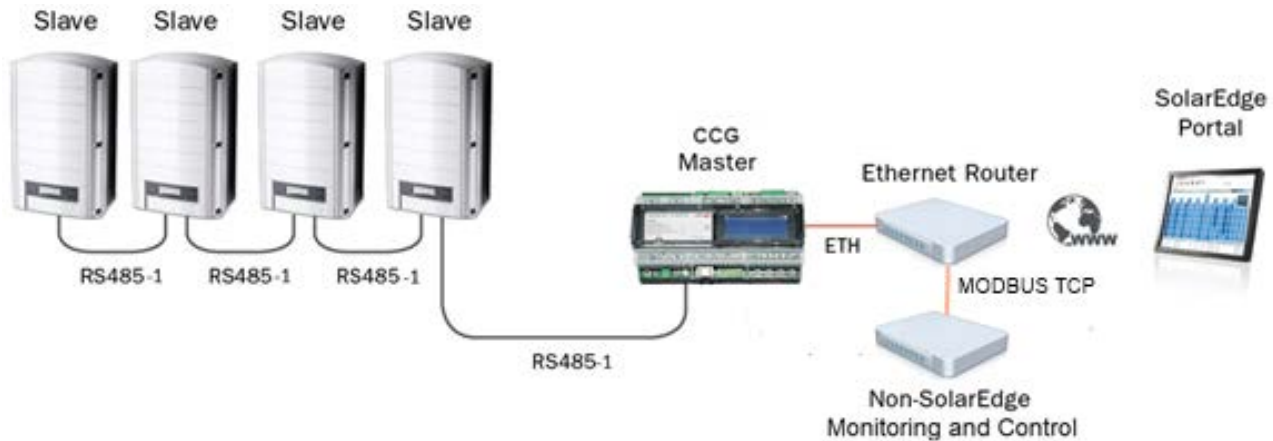 Slave
Slave
Slave
Slave
SolarEdge
Portal
CCG
Master
Ethernet Router
WWW
ETH
RS485-1
RS485-1
RS485-1
MODBUS TCP
RS485-1
Non-SolarEdge
Monitoring and Control